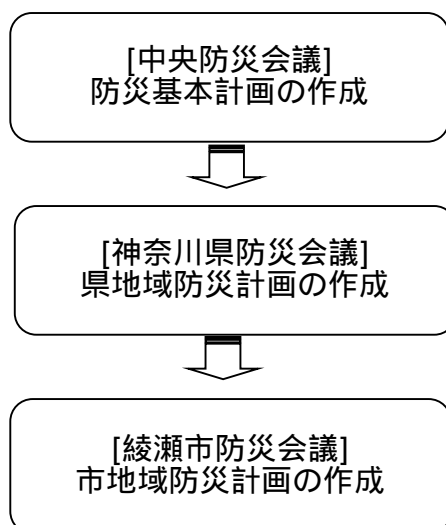 [中央防災会議]
防災基本計画の作成
[神奈川県防災会議]
県地域防災計画の作成
[綾瀬市防災会議]
市地域防災計画の作成